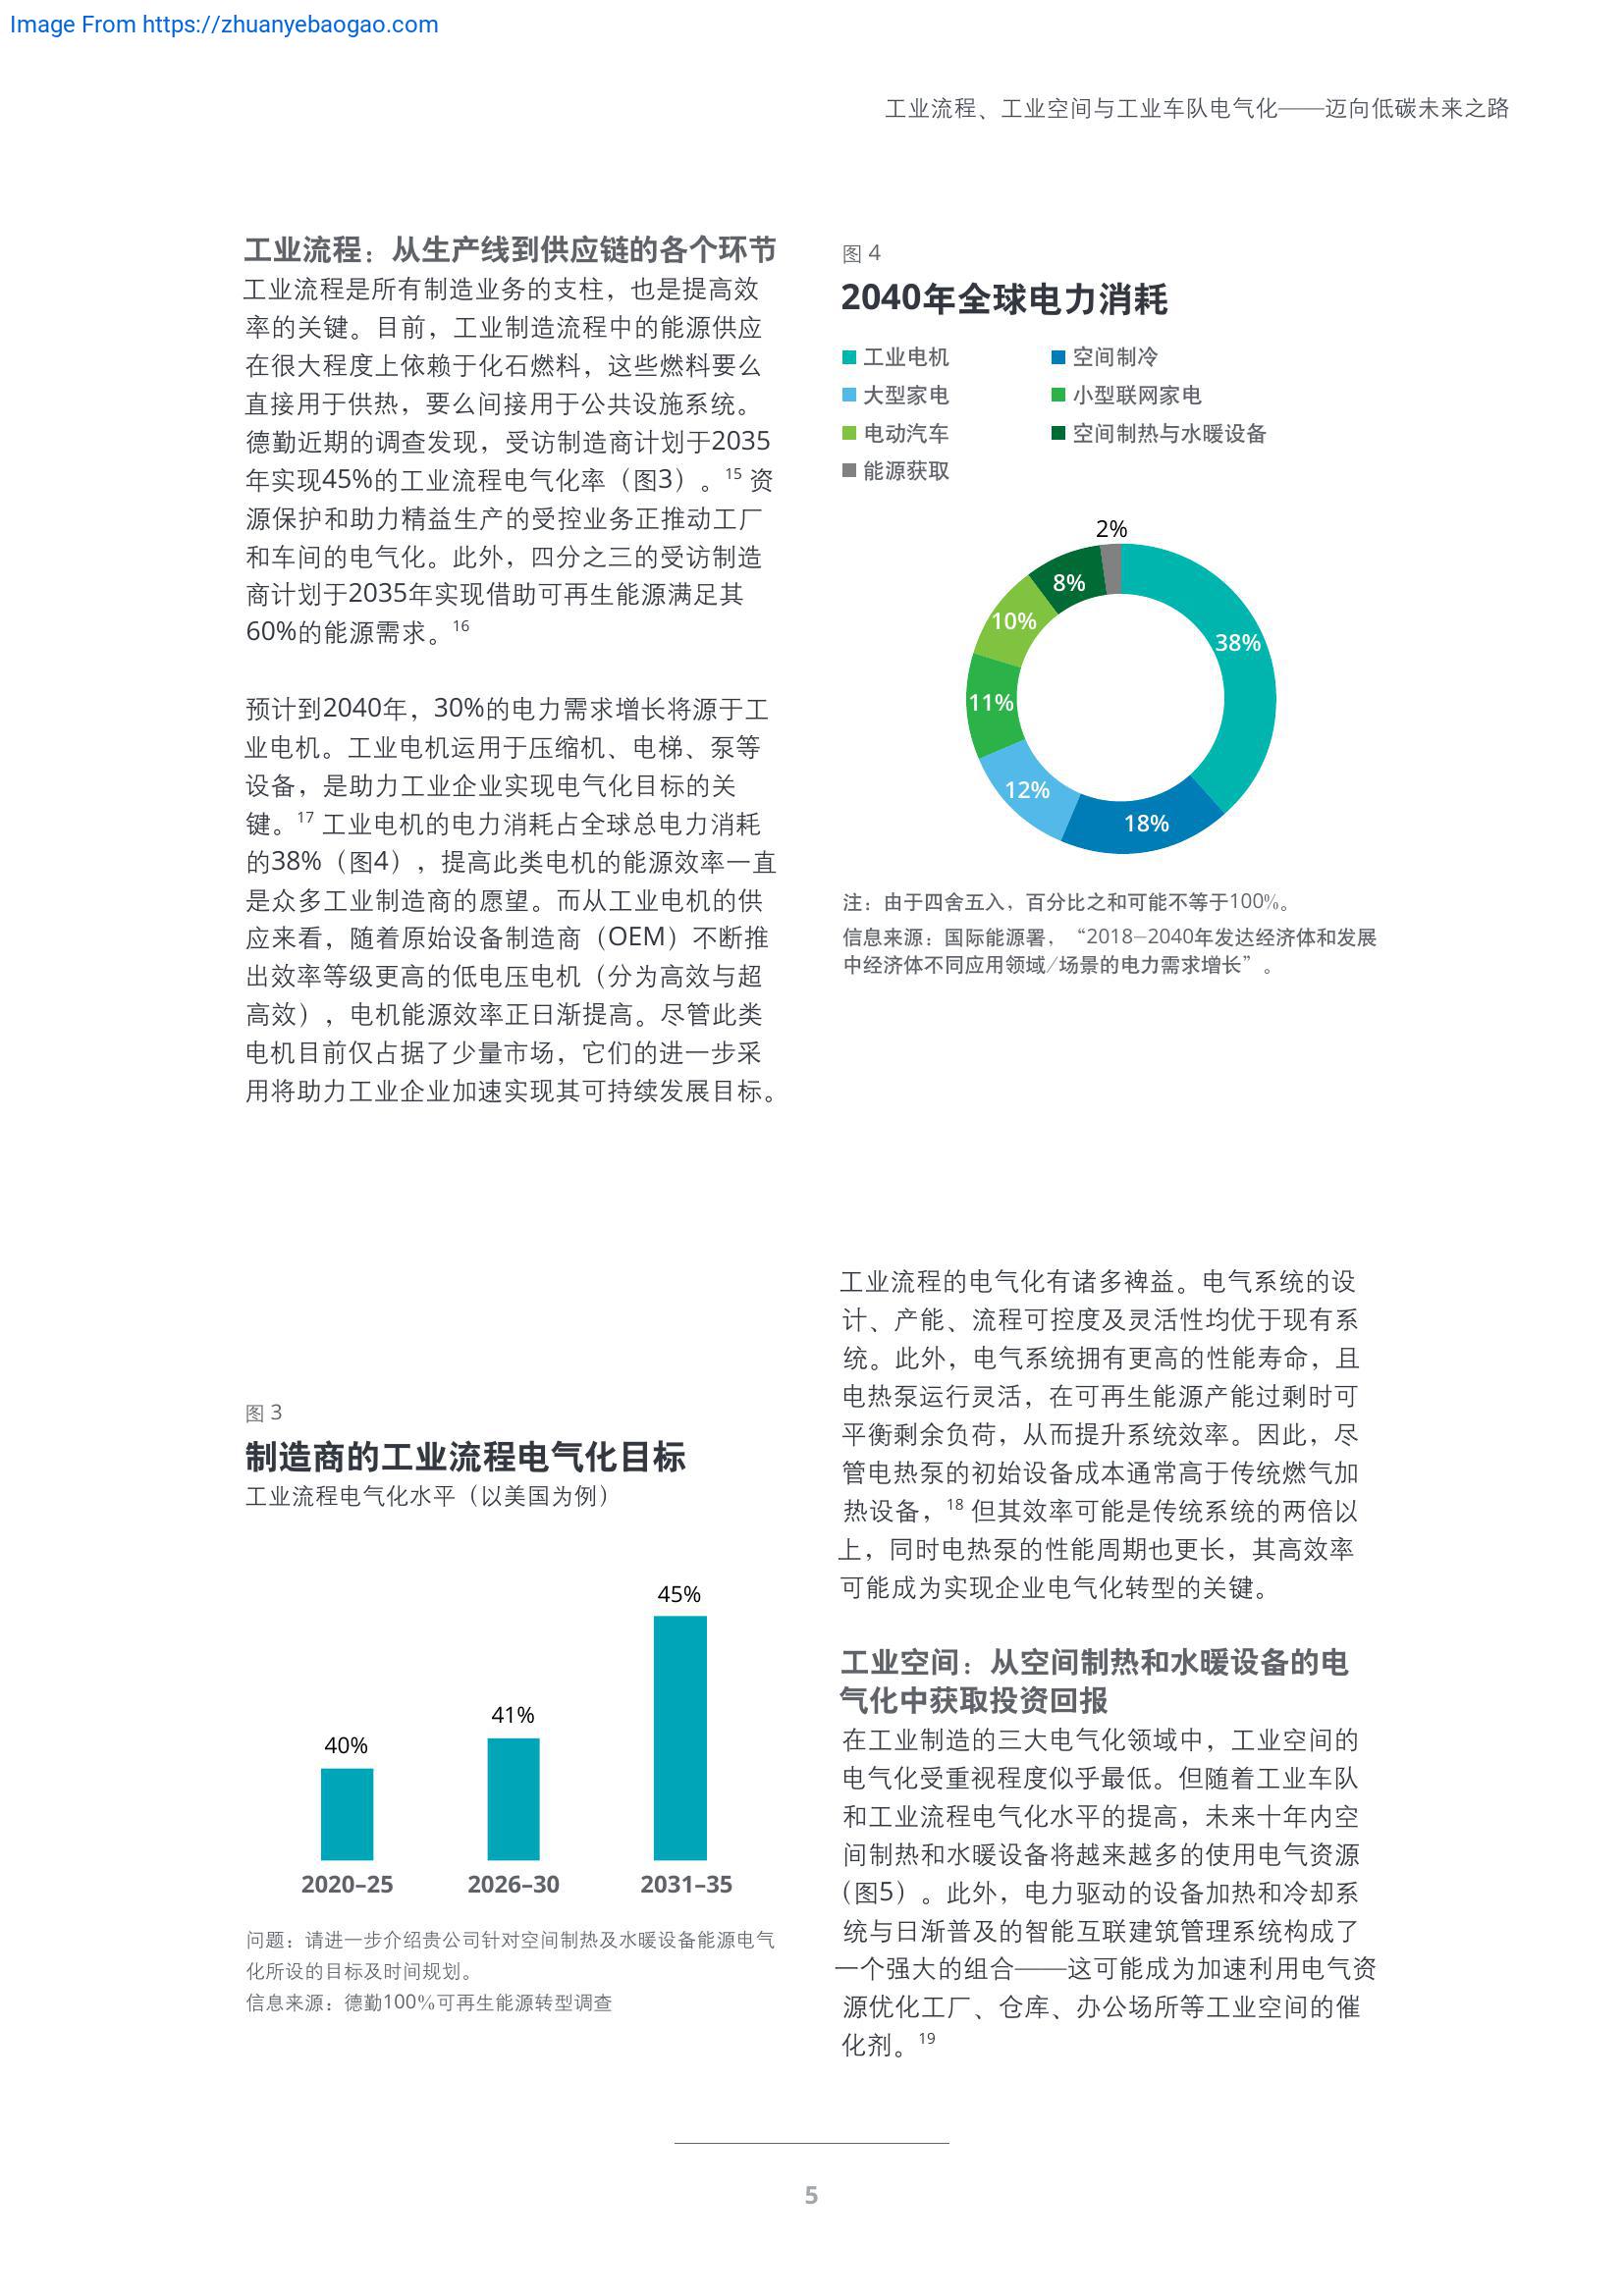 Image From https://zhuanyebaogao.com
工业流程、工业空间与工业车队电气化——迈向低碳未来之路
工业流程：从生产线到供应链的各个环节
工业流程是所有制造业务的支柱，也是提高效
率的关键。目前，工业制造流程中的能源供应
在很大程度上依赖于化石燃料，这些燃料要么
直接用于供热，要么间接用于公共设施系统。
德勤近期的调查发现，受访制造商计划于2035
年实现45%的工业流程电气化率（图3）。15 资
源保护和助力精益生产的受控业务正推动工厂
和车间的电气化。此外，四分之三的受访制造
商计划于2035年实现借助可再生能源满足其
60%的能源需求。16
预计到2040年，30%的电力需求增长将源于工
业电机。工业电机运用于压缩机、电梯、泵等
设备，是助力工业企业实现电气化目标的关
键。17 工业电机的电力消耗占全球总电力消耗
的38%（图4），提高此类电机的能源效率一直
是众多工业制造商的愿望。而从工业电机的供
应来看，随着原始设备制造商（OEM）不断推
出效率等级更高的低电压电机（分为高效与超
高效），电机能源效率正日渐提高。尽管此类
电机目前仅占据了少量市场，它们的进一步采
用将助力工业企业加速实现其可持续发展目标。
图 3
制造商的工业流程电气化目标
工业流程电气化水平（以美国为例）
40%
41%
45%
2020–25
2026–30
2031–35
问题：请进一步介绍贵公司针对空间制热及水暖设备能源电气
化所设的目标及时间规划。
信息来源：德勤100%可再生能源转型调查
图 4
2040年全球电力消耗
工业电机
空间制冷
大型家电
小型联网家电
电动汽车
空间制热与水暖设备
能源获取
2%
8%
10%
38%
11%
12%
18%
注：由于四舍五入，百分比之和可能不等于100%。
信息来源：国际能源署，“2018–2040年发达经济体和发展
中经济体不同应用领域/场景的电力需求增长”。
工业流程的电气化有诸多裨益。电气系统的设
计、产能、流程可控度及灵活性均优于现有系
统。此外，电气系统拥有更高的性能寿命，且
电热泵运行灵活，在可再生能源产能过剩时可
平衡剩余负荷，从而提升系统效率。因此，尽
管电热泵的初始设备成本通常高于传统燃气加
热设备，18 但其效率可能是传统系统的两倍以
上，同时电热泵的性能周期也更长，其高效率
可能成为实现企业电气化转型的关键。
工业空间：从空间制热和水暖设备的电
气化中获取投资回报
在工业制造的三大电气化领域中，工业空间的
电气化受重视程度似乎最低。但随着工业车队
和工业流程电气化水平的提高，未来十年内空
间制热和水暖设备将越来越多的使用电气资源
（图5）。此外，电力驱动的设备加热和冷却系
统与日渐普及的智能互联建筑管理系统构成了
一个强大的组合——这可能成为加速利用电气资
源优化工厂、仓库、办公场所等工业空间的催
化剂。19
5